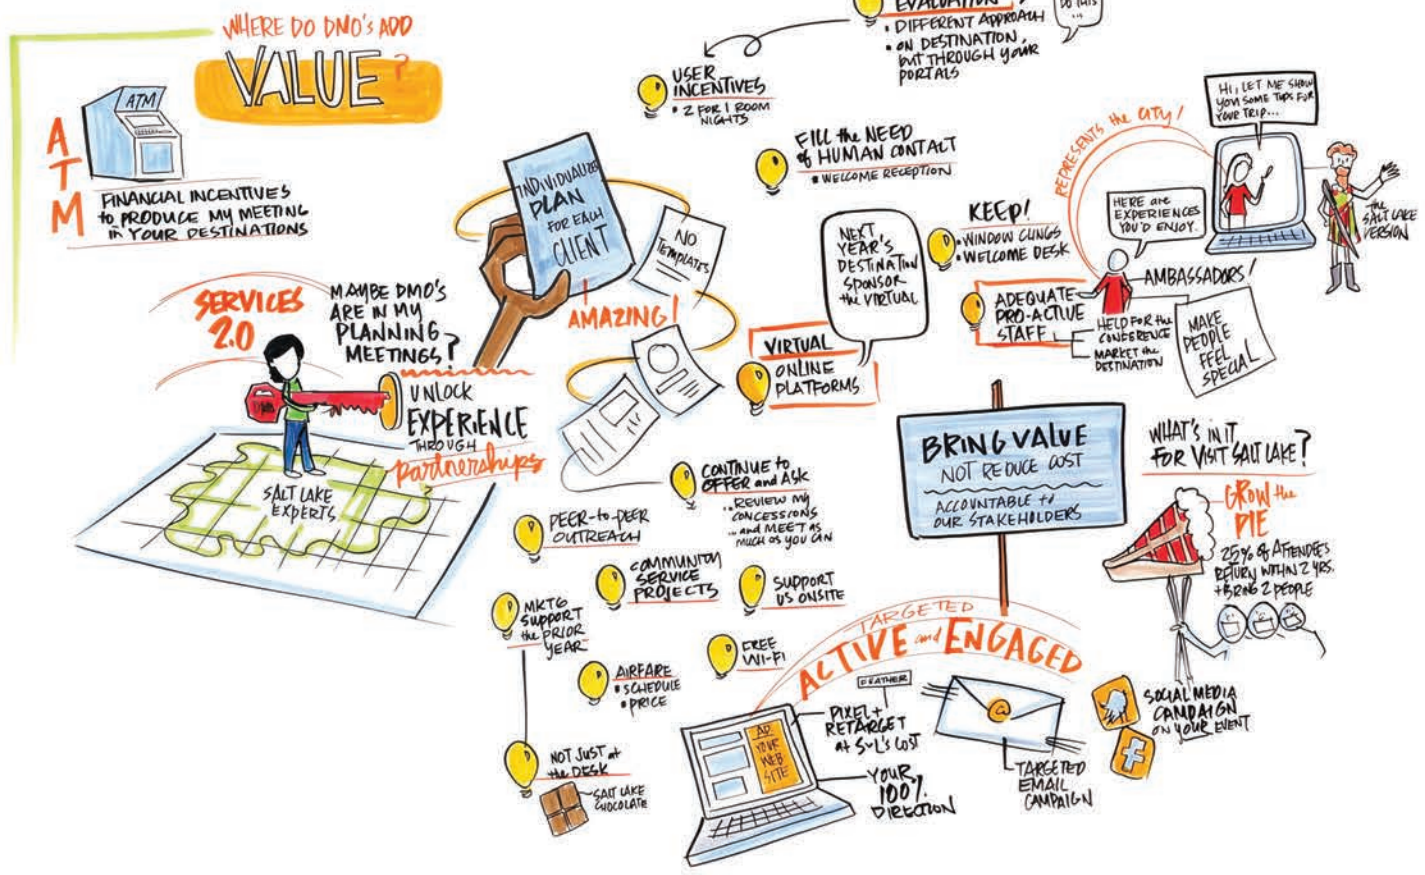 WHERE DO DMO'S ADD
VALUE?
ATM
ATM
FINANCIAL INCENTIVES
to PRODUCE MY MEETING
in YOUR DESTINATIONS
EVALUATION
• DIFFERENT APPROACH
• ON DESTINATION,
but THROUGH YOUR
PORTALS
DO THIS
...
USER
INCENTIVES
• 2 FOR 1 ROOM
NIGHTS
FILL the NEED
of HUMAN CONTACT
• WELCOME RECEPTION
INDIVIDUALIZED
PLAN
FOR EACH
CLIENT
NO
TEMPLATES
AMAZING!
SERVICES
2.0
MAYBE DMO'S
ARE IN MY
PLANNING
MEETINGS?
UNLOCK
EXPERIENCE
THROUGH
partnerships
SALT LAKE
EXPERTS
NEXT
YEAR'S
DESTINATION
SPONSOR
the VIRTUAL
VIRTUAL
ONLINE
PLATFORMS
KEEP!
• WINDOW CLINGS
• WELCOME DESK
REPRESENTS the CITY!
HI, LET ME SHOW
YOU SOME TIPS FOR
YOUR TRIP...
HERE are
EXPERIENCES
YOU'D ENJOY.
the
SALT LAKE
VERSION
ADEQUATE
PRO-ACTIVE
STAFF
AMBASSADORS!
HELP FOR the
CONFERENCE
MARKET the
DESTINATION
MAKE
PEOPLE
FEEL
SPECIAL
CONTINUE to
OFFER and ASK
...REVIEW my
CONCESSIONS
...and MEET AS
MUCH as YOU CAN
PEER-to-PEER
OUTREACH
COMMUNITY
SERVICE
PROJECTS
SUPPORT
US ONSITE
MKTG
SUPPORT
the PRIOR
YEAR
AIRFARE
• SCHEDULE
• PRICE
FREE
WI-FI
NOT JUST at
the DESK
SALT LAKE
CHOCOLATE
BRING VALUE
NOT REDUCE COST
ACCOUNTABLE to
OUR STAKEHOLDERS
WHAT'S IN IT
FOR VISIT SALT LAKE?
GROW the
PIE
25% of ATTENDEES
RETURN WITHIN 2 YRS.
+ BRING 2 PEOPLE
TARGETED
ACTIVE and ENGAGED
FEATHER
PIXEL +
RETARGET
at SvL's COST
AD
YOUR
WEB
SITE
YOUR
100%
DIRECTION
@
TARGETED
EMAIL
CAMPAIGN
f
SOCIAL MEDIA
CAMPAIGN
ON YOUR EVENT